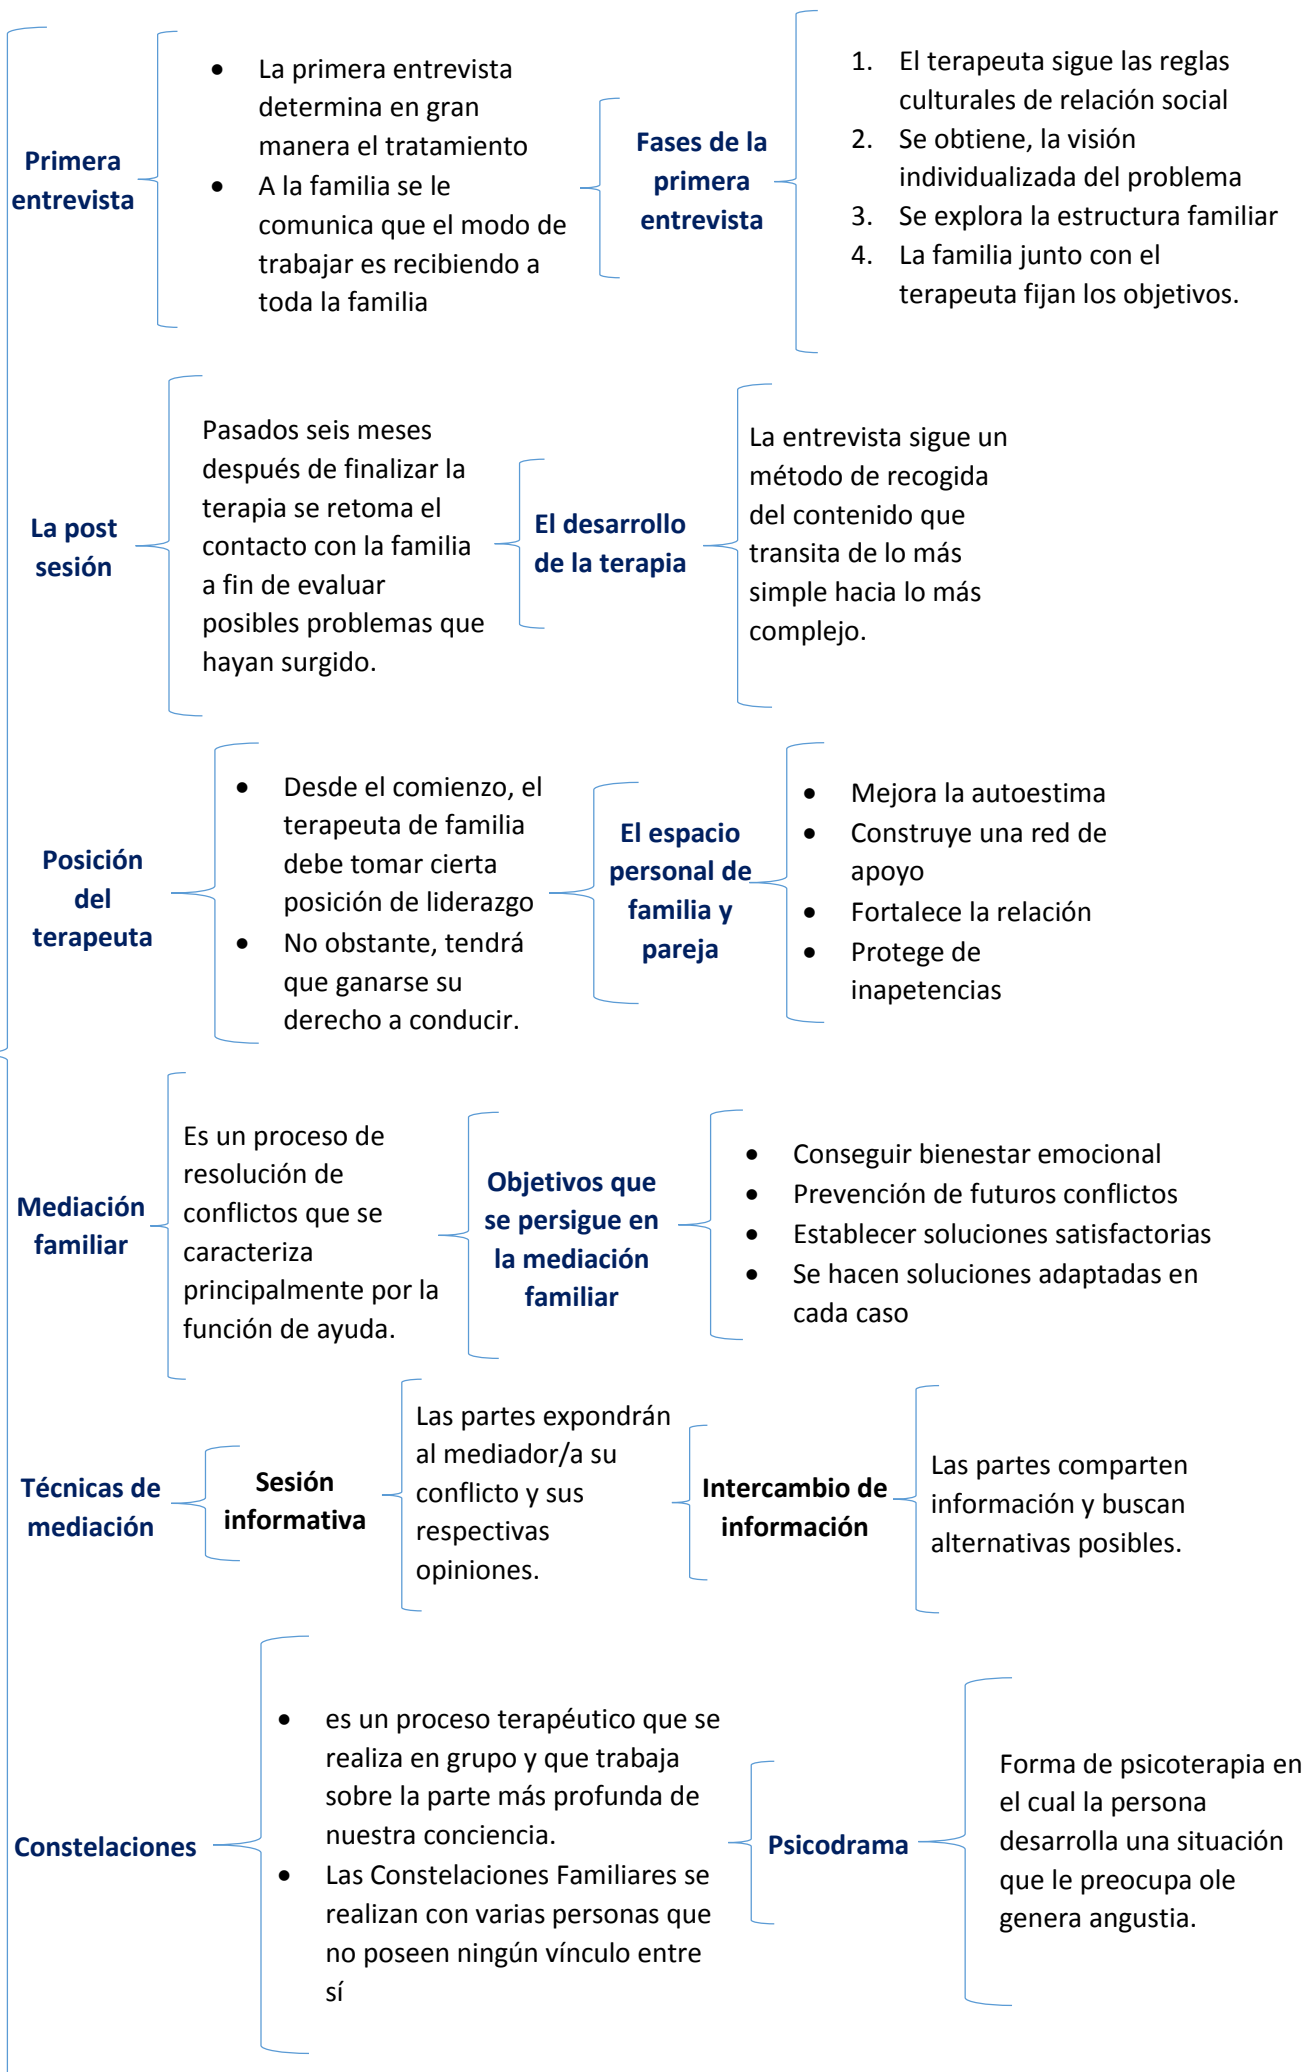 Primera
entrevista
• La primera entrevista
determina en gran
manera el tratamiento
• A la familia se le
comunica que el modo de
trabajar es recibiendo a
toda la familia
Fases de la
primera
entrevista
1. El terapeuta sigue las reglas
culturales de relación social
2. Se obtiene, la visión
individualizada del problema
3. Se explora la estructura familiar
4. La familia junto con el
terapeuta fijan los objetivos.
La post
sesión
Pasados seis meses
después de finalizar la
terapia se retoma el
contacto con la familia
a fin de evaluar
posibles problemas que
hayan surgido.
El desarrollo
de la terapia
La entrevista sigue un
método de recogida
del contenido que
transita de lo más
simple hacia lo más
complejo.
Posición
del
terapeuta
• Desde el comienzo, el
terapeuta de familia
debe tomar cierta
posición de liderazgo
• No obstante, tendrá
que ganarse su
derecho a conducir.
El espacio
personal de
familia y
pareja
• Mejora la autoestima
• Construye una red de
apoyo
• Fortalece la relación
• Protege de
inapetencias
Mediación
familiar
Es un proceso de
resolución de
conflictos que se
caracteriza
principalmente por la
función de ayuda.
Objetivos que
se persigue en
la mediación
familiar
• Conseguir bienestar emocional
• Prevención de futuros conflictos
• Establecer soluciones satisfactorias
• Se hacen soluciones adaptadas en
cada caso
Técnicas de
mediación
Sesión
informativa
Las partes expondrán
al mediador/a su
conflicto y sus
respectivas
opiniones.
Intercambio de
información
Las partes comparten
información y buscan
alternativas posibles.
Constelaciones
• es un proceso terapéutico que se
realiza en grupo y que trabaja
sobre la parte más profunda de
nuestra conciencia.
• Las Constelaciones Familiares se
realizan con varias personas que
no poseen ningún vínculo entre
sí
Psicodrama
Forma de psicoterapia en
el cual la persona
desarrolla una situación
que le preocupa ole
genera angustia.